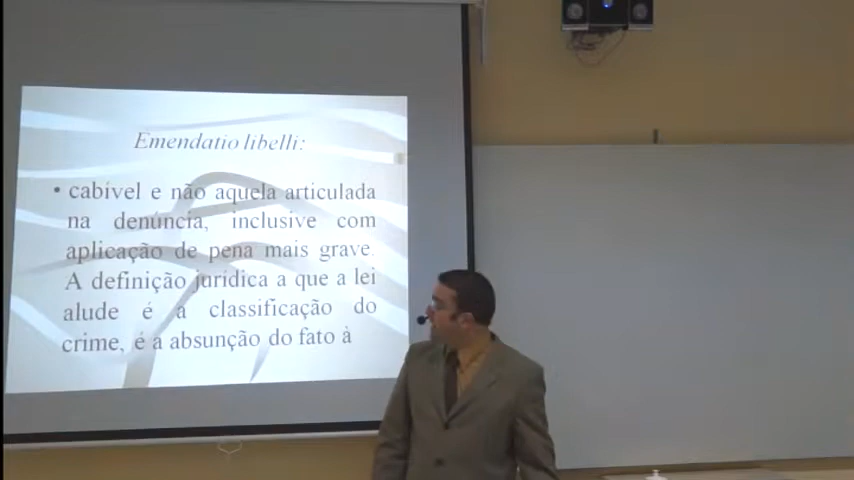 Emendatio libelli:
• cabível e não aquela articulada
na denúncia, inclusive com
aplicação de pena mais grave.
A definição jurídica a que a lei
alude é a classificação do
crime, é a absunção do fato à